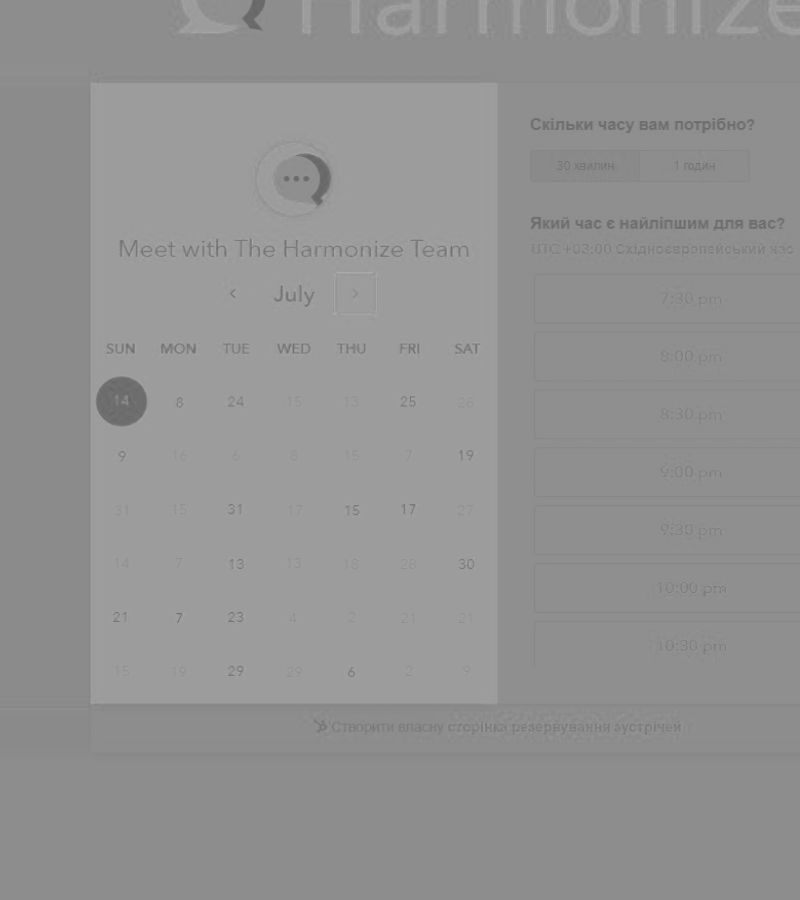 Harmonize
Meet with The Harmonize Team
July
SUN MON TUE WED THU FRI SAT
14 8 24 15 13 25 26
9 16 6 8 15 7 19
31 15 31 17 15 17 27
14 7 13 13 18 28 30
21 7 23 4 2 21 21
15 19 29 29 6 2 9
Скільки часу вам потрібно?
30 хвилин 1 годин
Який час є найліпшим для вас?
UTC +03:00 Східноєвропейський час
7:30 pm
8:00 pm
8:30 pm
9:00 pm
9:30 pm
10:00 pm
10:30 pm
Створити власну сторінка резервування зустрічей